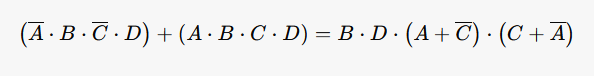 (A̅ · B · C̅ · D) + (A · B · C · D) = B · D · (A + C̅) · (C + A̅)